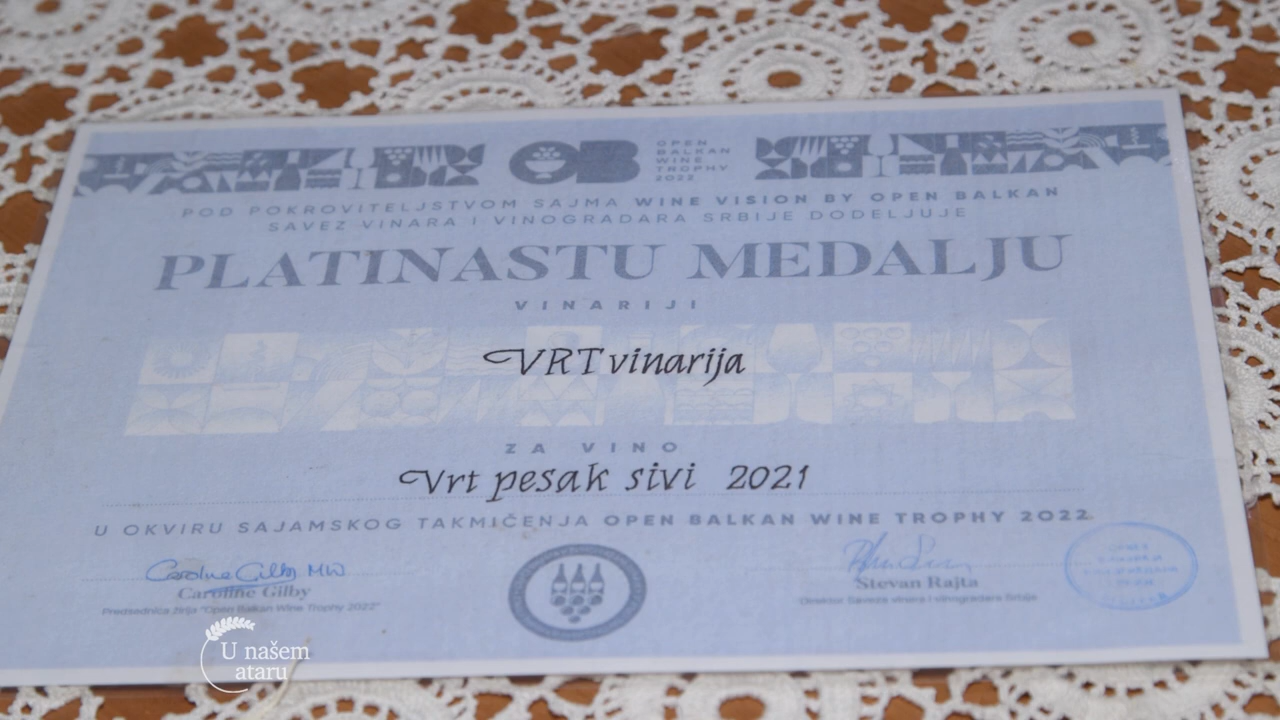 OPEN
BALKAN
WINE
TROPHY
2022
OB
POD POKROVITELJSTVOM SAJMA WINE VISION BY OPEN BALKAN
SAVEZ VINARA I VINOGRADARA SRBIJE DODELJUJE
PLATINASTU MEDALJU
VINARIJI
VRT vinarija
ZA VINO
Vrt pesak sivi 2021
U OKVIRU SAJAMSKOG TAKMIČENJA OPEN BALKAN WINE TROPHY 2022
Caroline Gilby MW
Caroline Gilby
Predsednica žirija "Open Balkan Wine Trophy 2022"
Stevan Rajta
Direktor Saveza vinara i vinogradara Srbije
U našem
ataru